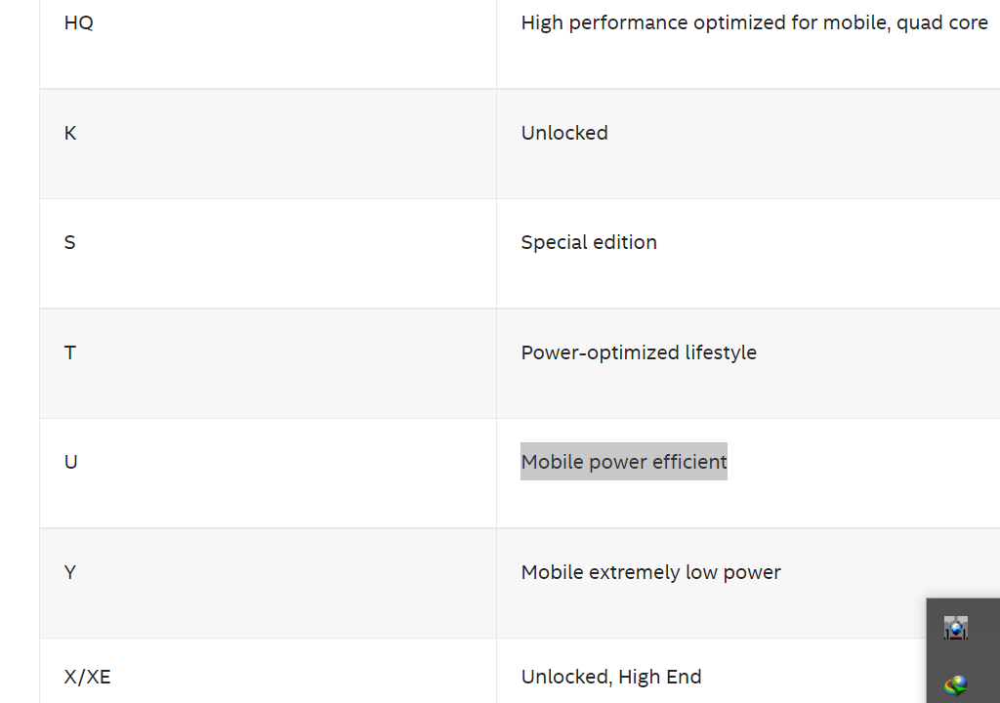 HQ
High performance optimized for mobile, quad core
K
Unlocked
S
Special edition
T
Power-optimized lifestyle
U
Mobile power efficient
Y
Mobile extremely low power
X/XE
Unlocked, High End